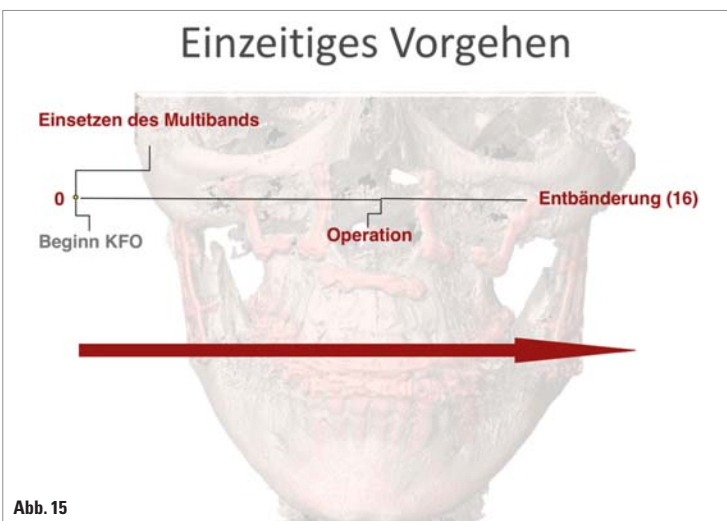 Einzeitiges Vorgehen
Einsetzen des Multibands
0
Entbänderung (16)
Beginn KFO
Operation
Abb. 15